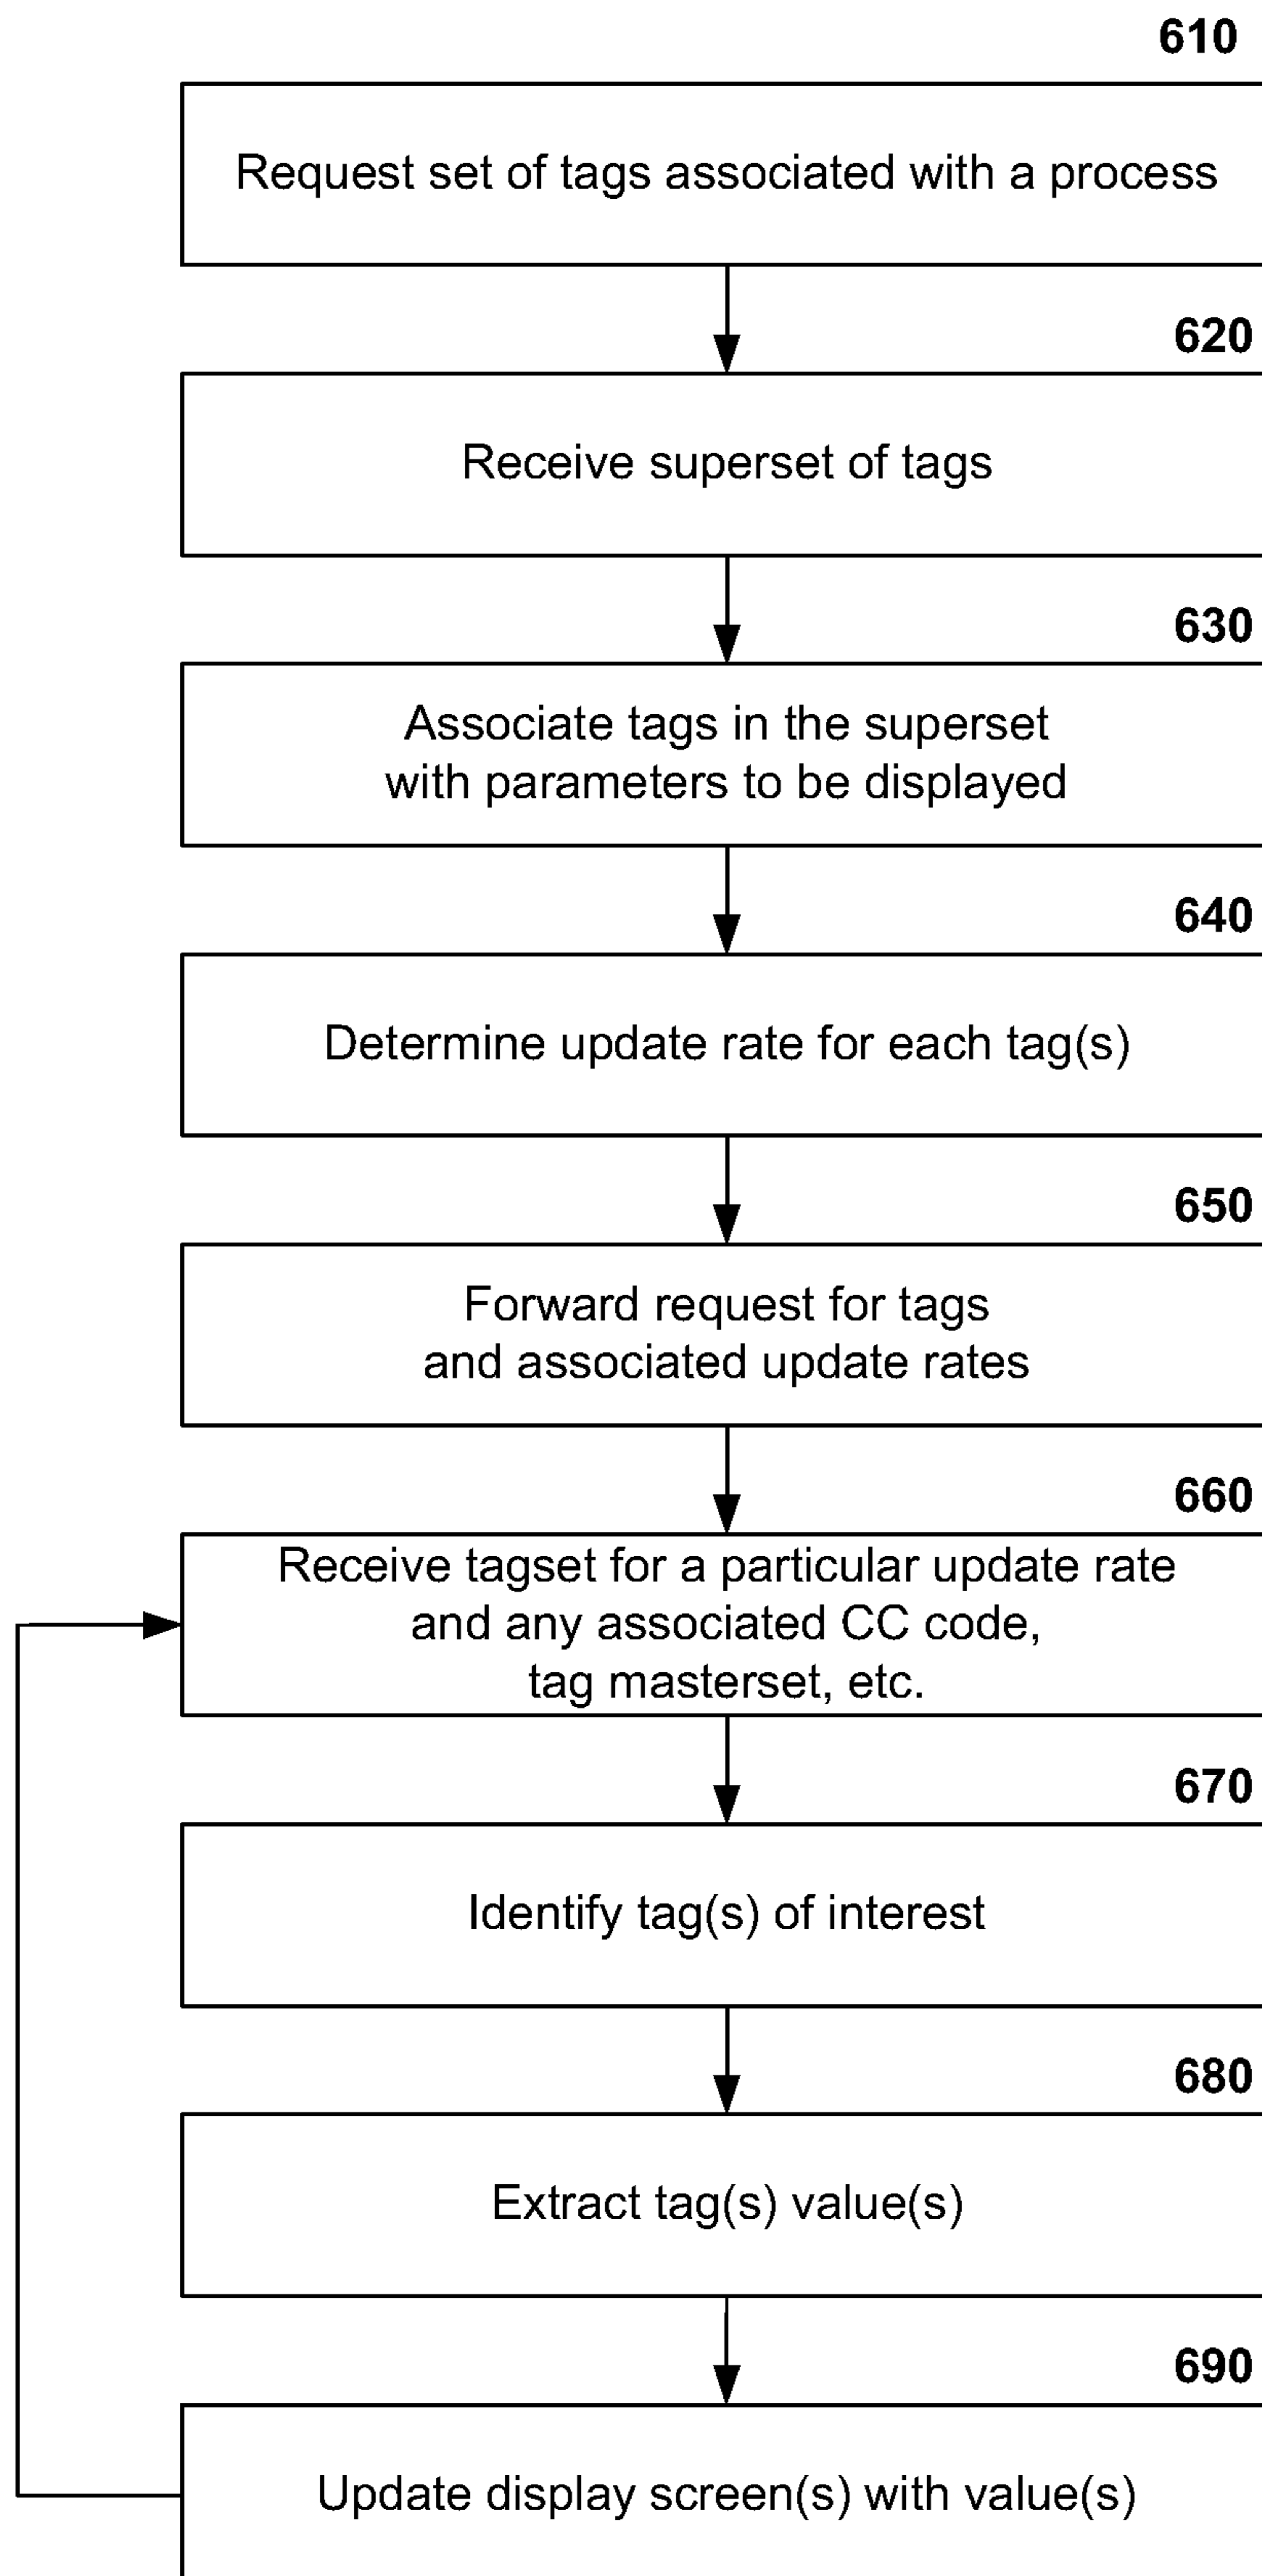 610
Request set of tags associated with a process
620
Receive superset of tags
630
Associate tags in the superset
with parameters to be displayed
640
Determine update rate for each tag(s)
650
Forward request for tags
and associated update rates
660
Receive tagset for a particular update rate
and any associated CC code,
tag masterset, etc.
670
Identify tag(s) of interest
680
Extract tag(s) value(s)
690
Update display screen(s) with value(s)